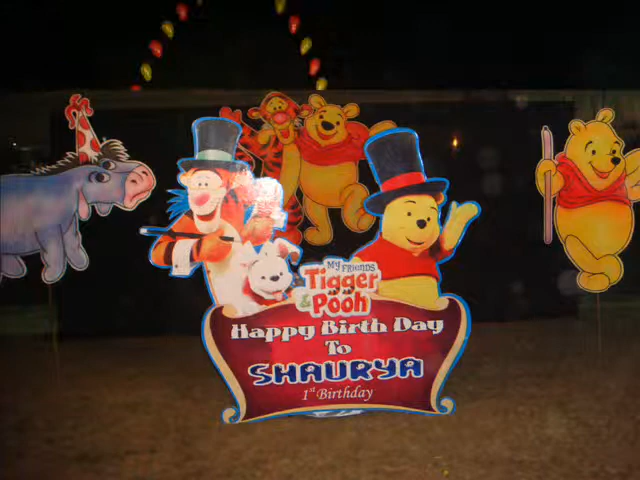 My FRIENDS
Tigger
& Pooh
Happy Birth Day
To
SHAURYA
1st Birthday